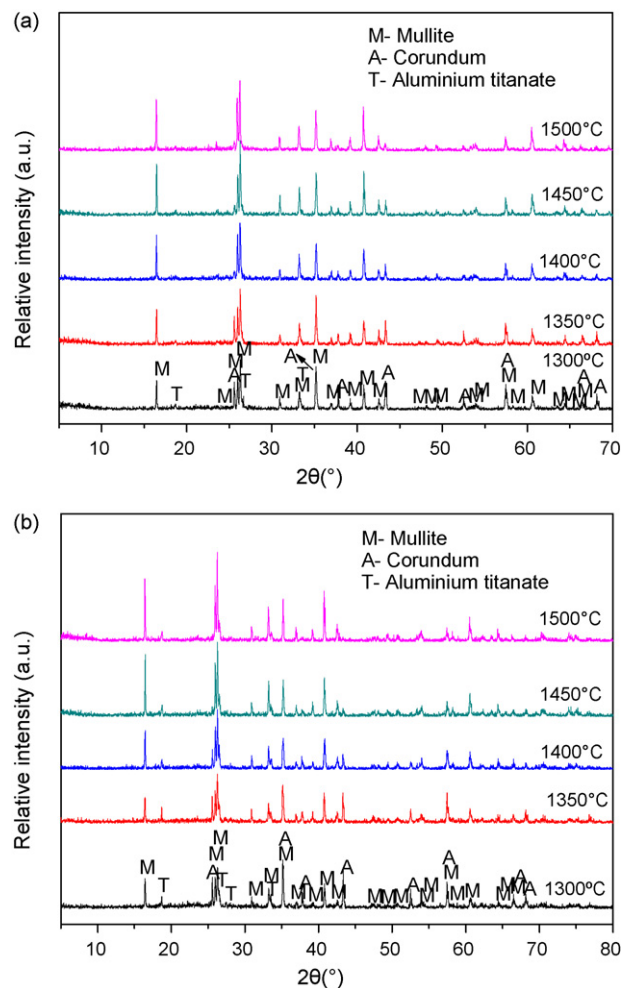 (a)
M- Mullite
A- Corundum
T- Aluminium titanate
Relative intensity (a.u.)
1500°C
1450°C
1400°C
1350°C
1300°C
M T M M A M T M A M M T M M A M M M A M M M A M M A M M M M M A M A
10 20 30 40 50 60 70
2θ(°)
(b)
M- Mullite
A- Corundum
T- Aluminium titanate
Relative intensity (a.u.)
1500°C
1450°C
1400°C
1350°C
1300ºC
M T A M M T T M M T A M M A M M M A M M M A M M A M M M M M A M A
10 20 30 40 50 60 70 80
2θ(°)